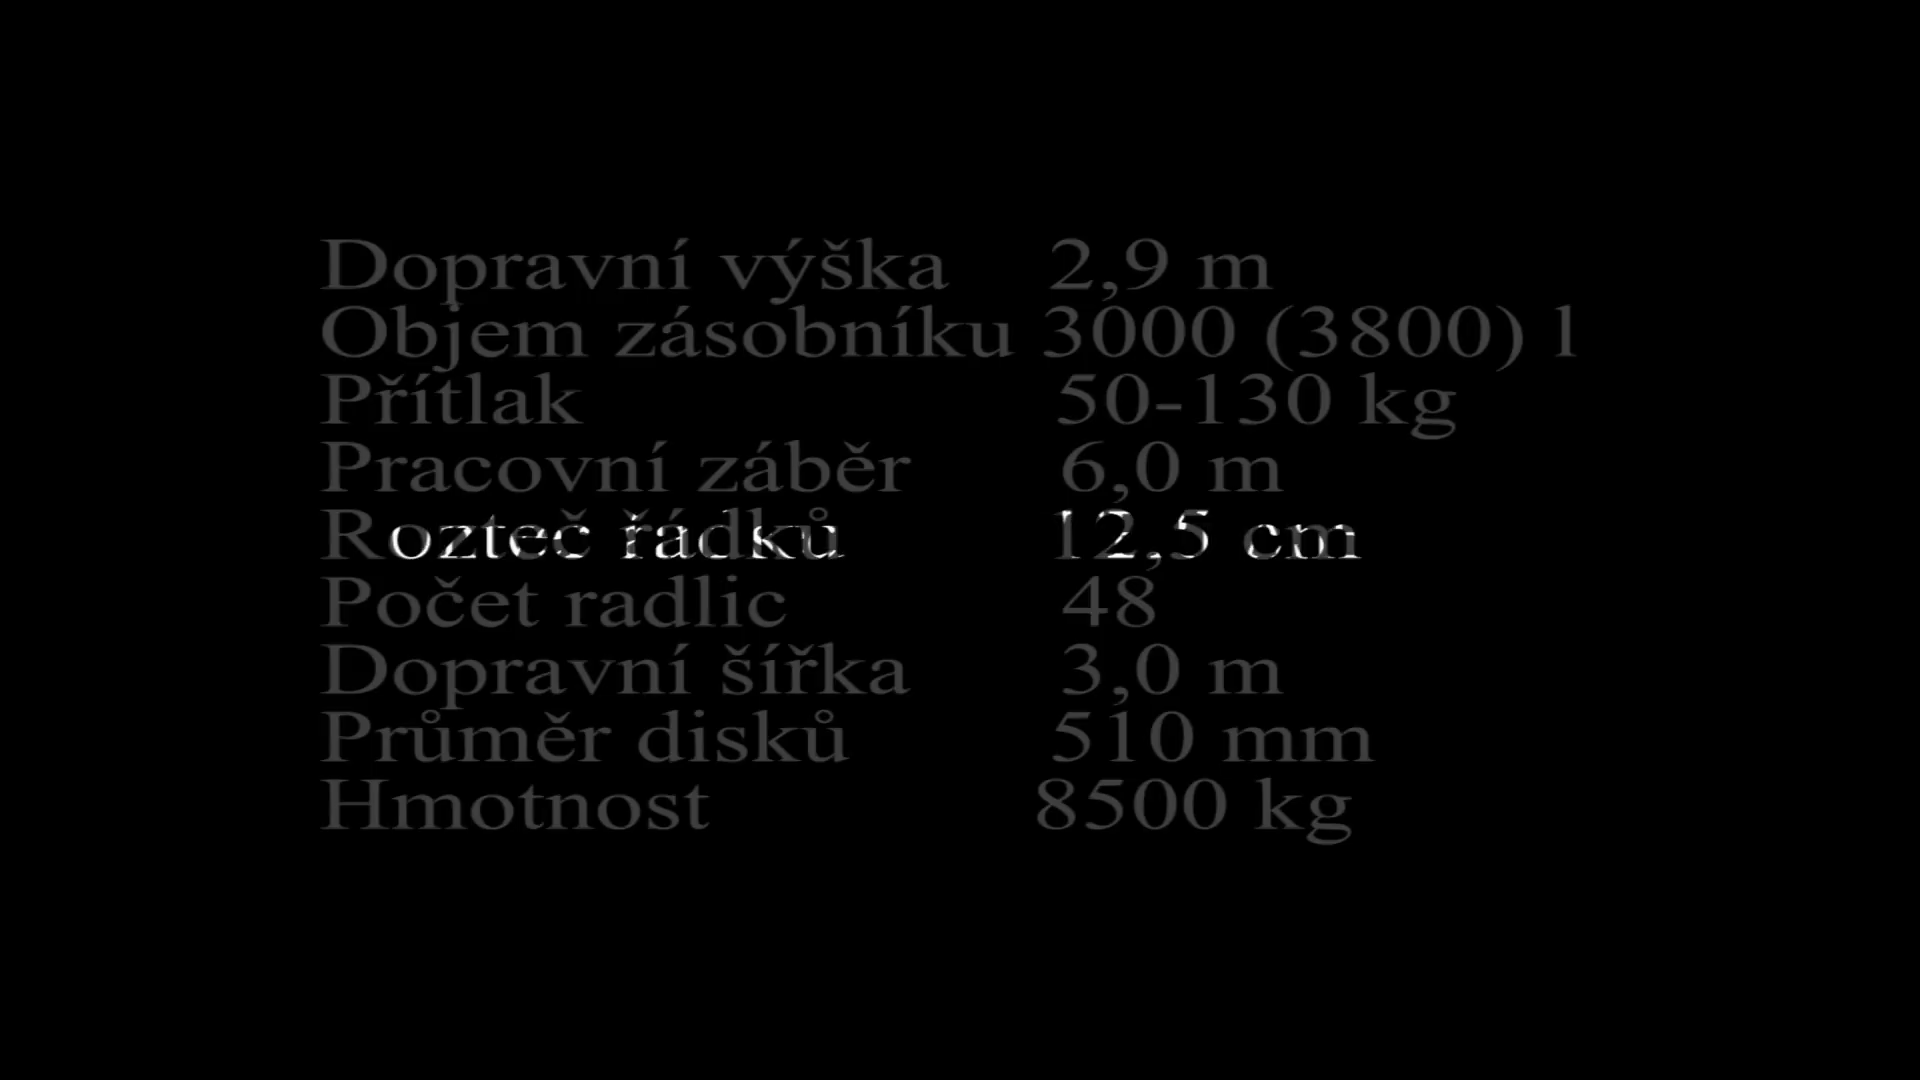 Dopravní výška 2,9 m
Objem zásobníku 3000 (3800) l
Přítlak 50-130 kg
Pracovní záběr 6,0 m
Rozteč řádků 12,5 cm
Počet radlic 48
Dopravní šířka 3,0 m
Průměr disků 510 mm
Hmotnost 8500 kg